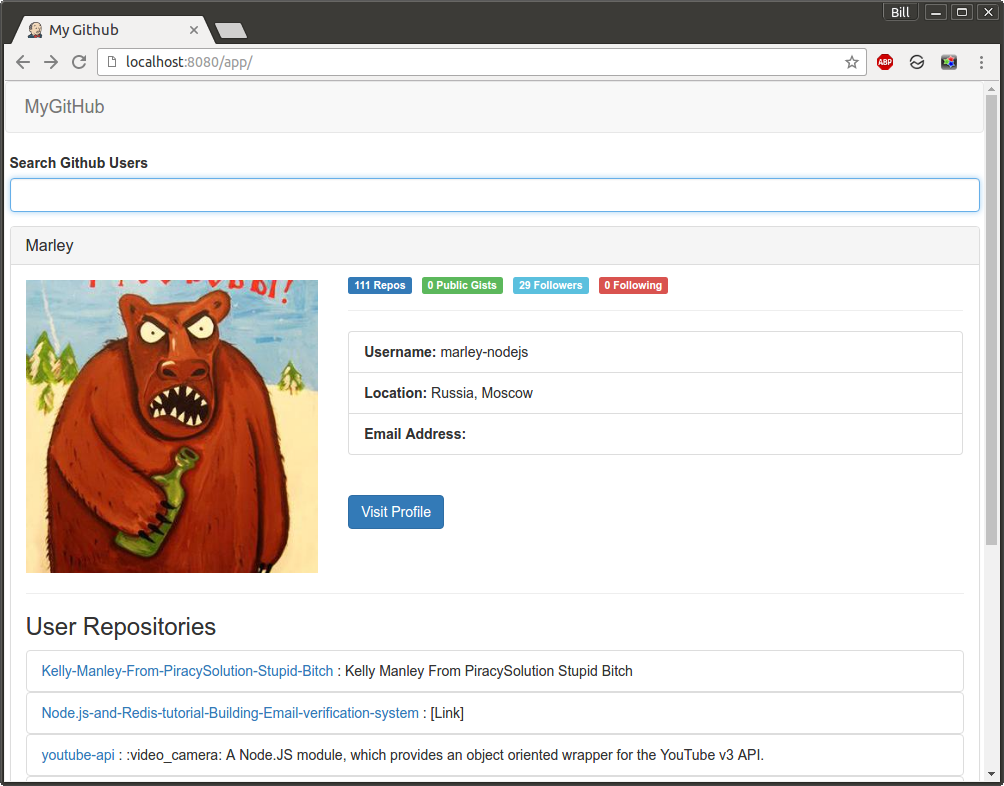 Bill
My Github
localhost:8080/app/
ABP
MyGitHub
Search Github Users
Marley
111 Repos 0 Public Gists 29 Followers 0 Following
Username: marley-nodejs
Location: Russia, Moscow
Email Address:
Visit Profile
User Repositories
Kelly-Manley-From-PiracySolution-Stupid-Bitch : Kelly Manley From PiracySolution Stupid Bitch
Node.js-and-Redis-tutorial-Building-Email-verification-system : [Link]
youtube-api : :video_camera: A Node.JS module, which provides an object oriented wrapper for the YouTube v3 API.